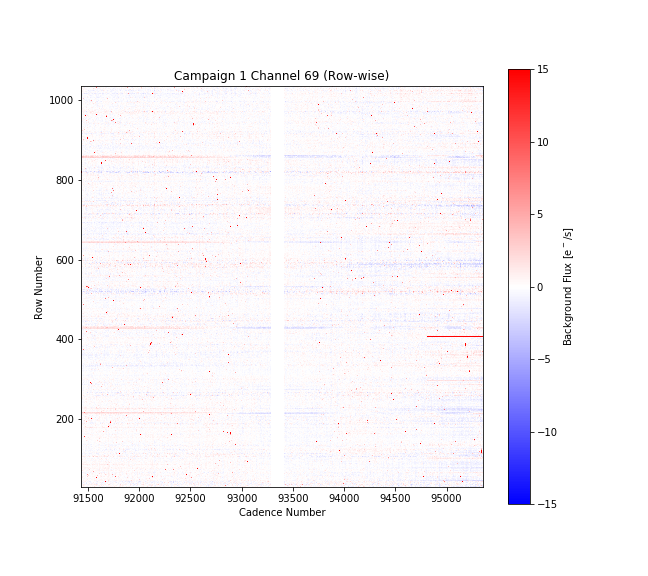 Campaign 1 Channel 69 (Row-wise)
1000
800
600
400
200
Row Number
91500 92000 92500 93000 93500 94000 94500 95000
Cadence Number
15
10
5
0
−5
−10
−15
Background Flux [e⁻/s]